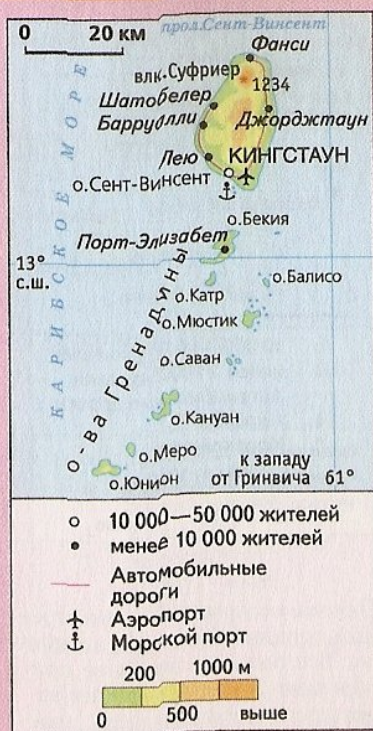 0 20 км
прол.Сент-Винсент
Фанси
влк.Суфриер
1234
Шатобелер
Барруалли
Джорджтаун
Лею
КИНГСТАУН
о.Сент-Винсент
о.Бекия
Порт-Элизабет
13°
с.ш.
КАРИБСКОЕ МОРЕ
о-ва Гренадины
о.Балисо
о.Катр
о.Мюстик
о.Саван
о.Кануан
о.Меро
о.Юнион
к западу
от Гринвича 61°
10 000—50 000 жителей
менее 10 000 жителей
Автомобильные
дороги
Аэропорт
Морской порт
200 1000 м
0 500 выше